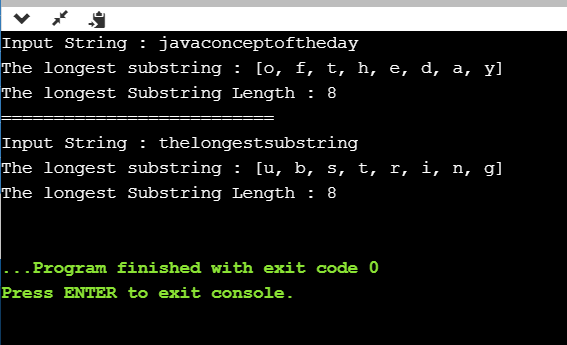 Input String : javaconceptoftheday
The longest substring : [o, f, t, h, e, d, a, y]
The longest Substring Length : 8
==========================
Input String : thelongestsubstring
The longest substring : [u, b, s, t, r, i, n, g]
The longest Substring Length : 8
...Program finished with exit code 0
Press ENTER to exit console.